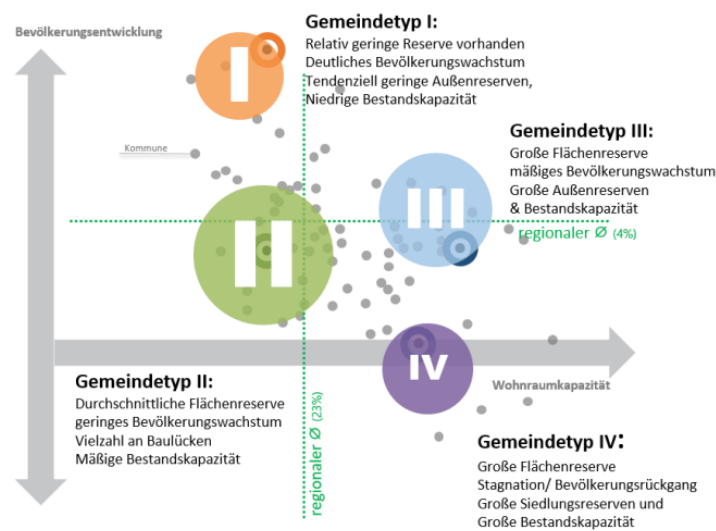 Bevölkerungsentwicklung
Gemeindetyp I:
Relativ geringe Reserve vorhanden
Deutliches Bevölkerungswachstum
Tendenziell geringe Außenreserven,
Niedrige Bestandskapazität
I
Kommune
Gemeindetyp III:
Große Flächenreserve
mäßiges Bevölkerungswachstum
Große Außenreserven
& Bestandskapazität
III
regionaler Ø (4%)
II
IV
Wohnraumkapazität
Gemeindetyp II:
Durchschnittliche Flächenreserve
geringes Bevölkerungswachstum
Vielzahl an Baulücken
Mäßige Bestandskapazität
regionaler Ø (23%)
Gemeindetyp IV:
Große Flächenreserve
Stagnation/ Bevölkerungsrückgang
Große Siedlungsreserven und
Große Bestandskapazität